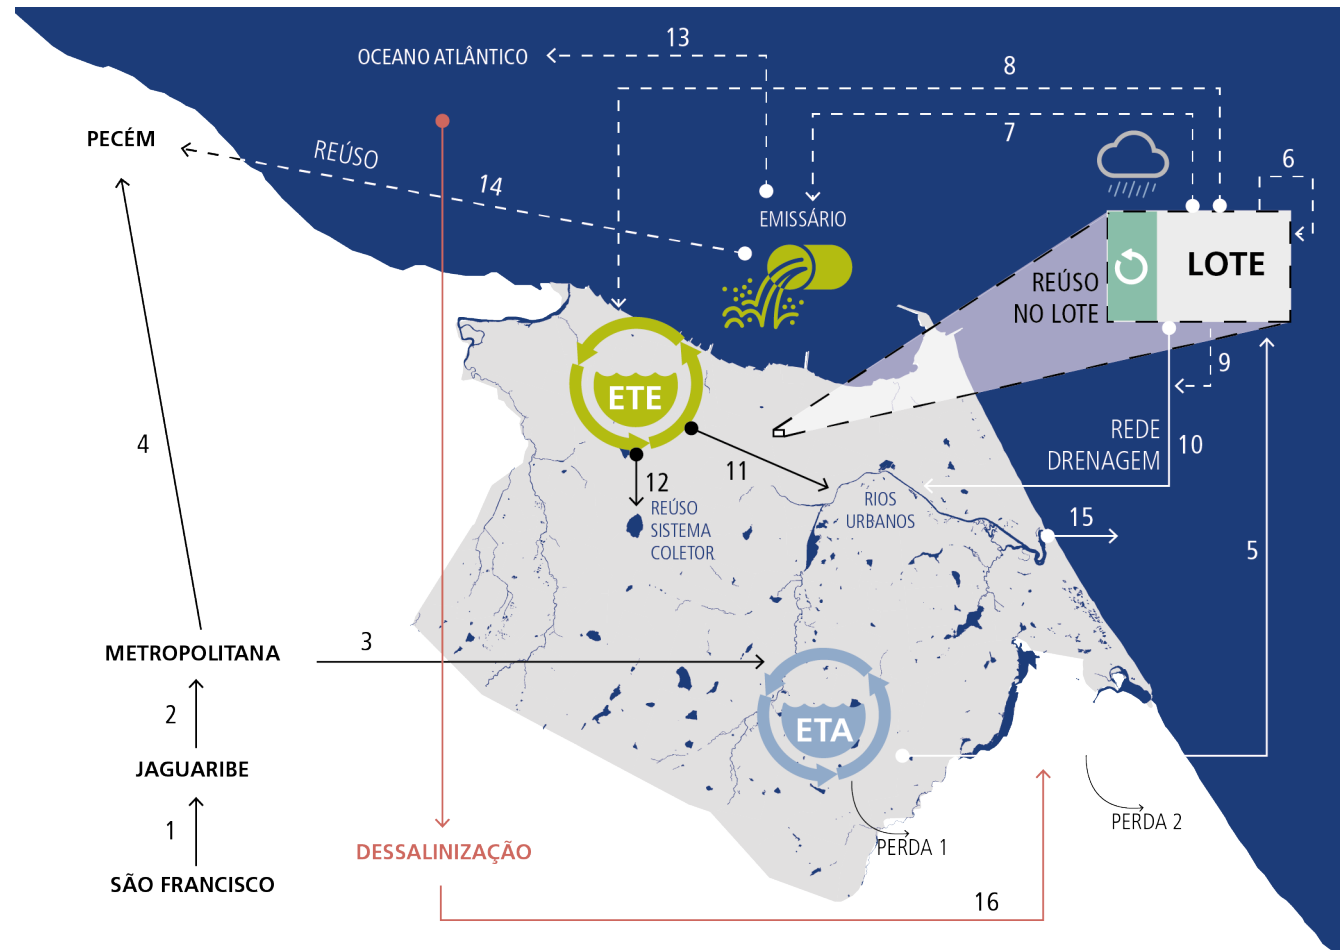 13
OCEANO ATLÂNTICO
8
7
PECÉM
REÚSO
14
6
EMISSÁRIO
LOTE
REÚSO
NO LOTE
9
ETE
4
REDE
DRENAGEM
10
11
12
REÚSO
SISTEMA
COLETOR
RIOS
URBANOS
15
5
METROPOLITANA
3
2
ETA
JAGUARIBE
1
PERDA 1
PERDA 2
DESSALINIZAÇÃO
SÃO FRANCISCO
16